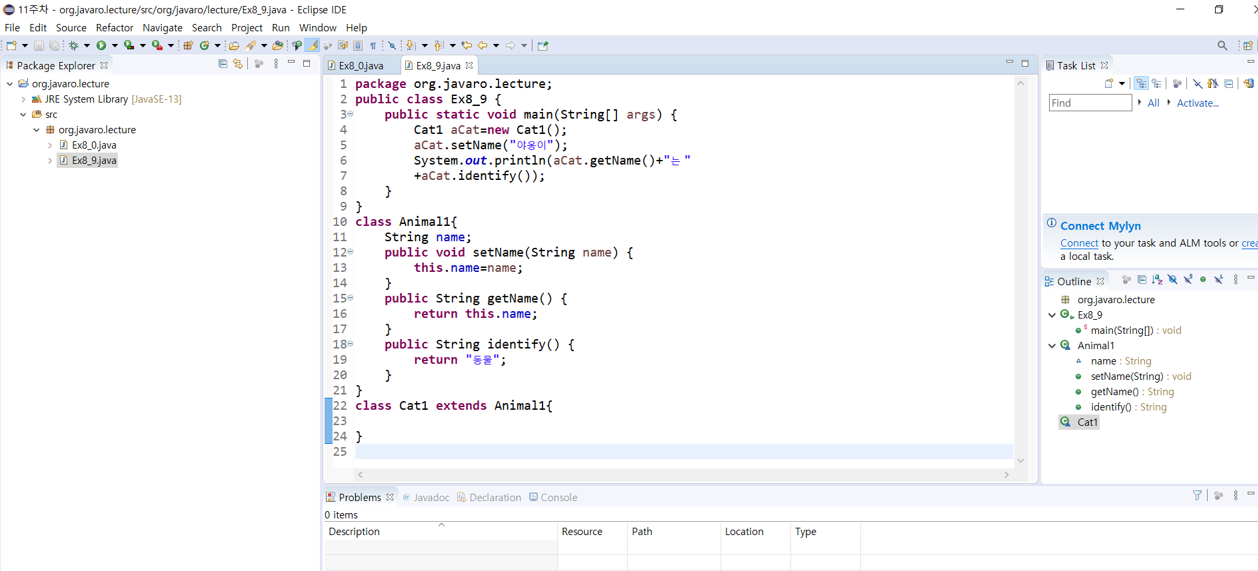 11주차 - org.javaro.lecture/src/org/javaro/lecture/Ex8_9.java - Eclipse IDE
File Edit Source Refactor Navigate Search Project Run Window Help
Package Explorer
org.javaro.lecture
JRE System Library [JavaSE-13]
src
org.javaro.lecture
Ex8_0.java
Ex8_9.java
Ex8_0.java Ex8_9.java
1 package org.javaro.lecture;
2 public class Ex8_9 {
3 public static void main(String[] args) {
4 Cat1 aCat=new Cat1();
5 aCat.setName("야옹이");
6 System.out.println(aCat.getName()+"는 "
7 +aCat.identify());
8 }
9 }
10 class Animal1{
11 String name;
12 public void setName(String name) {
13 this.name=name;
14 }
15 public String getName() {
16 return this.name;
17 }
18 public String identify() {
19 return "동물";
20 }
21 }
22 class Cat1 extends Animal1{
23
24 }
25
Task List
Find All Activate...
Connect Mylyn
Connect to your task and ALM tools or crea
a local task.
Outline
org.javaro.lecture
Ex8_9
main(String[]) : void
Animal1
name : String
setName(String) : void
getName() : String
identify() : String
Cat1
Problems Javadoc Declaration Console
0 items
Description Resource Path Location Type